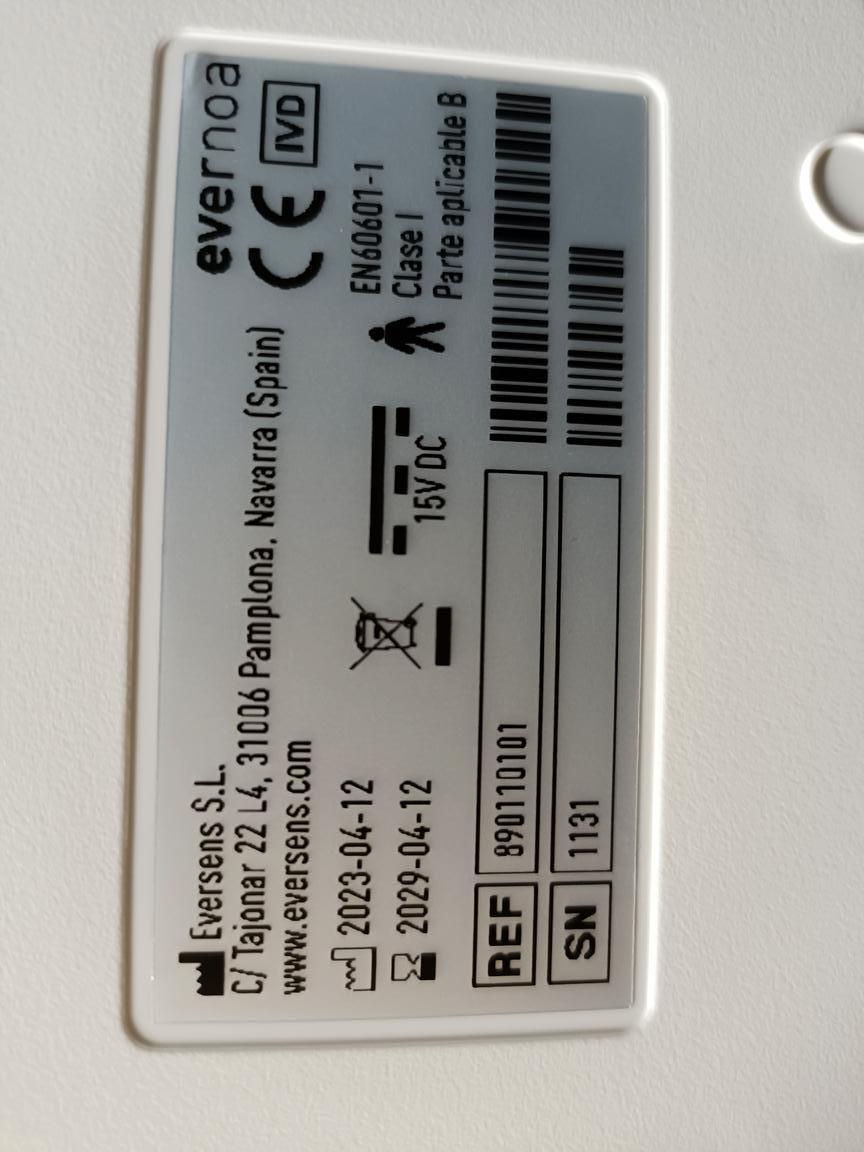 Eversens S.L.
C/ Tajonar 22 L4, 31006 Pamplona, Navarra (Spain)
www.eversens.com
evernoa
CE IVD
2023-04-12
2029-04-12
15V DC
EN60601-1
Clase I
Parte aplicable B
REF 890110101
SN 1131